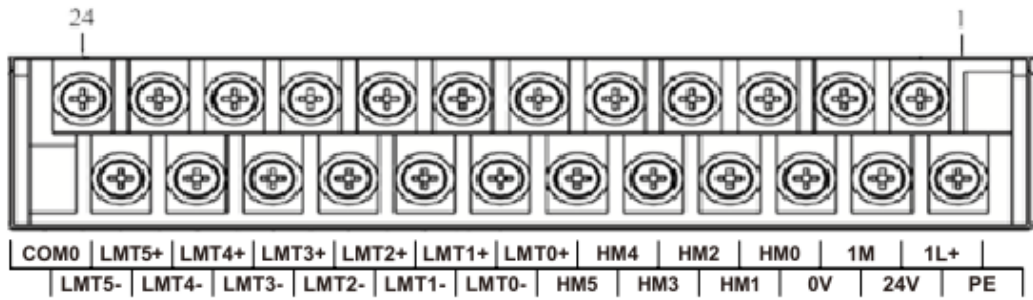 24 1
COM0 LMT5+ LMT4+ LMT3+ LMT2+ LMT1+ LMT0+ HM4 HM2 HM0 1M 1L+
LMT5- LMT4- LMT3- LMT2- LMT1- LMT0- HM5 HM3 HM1 0V 24V PE